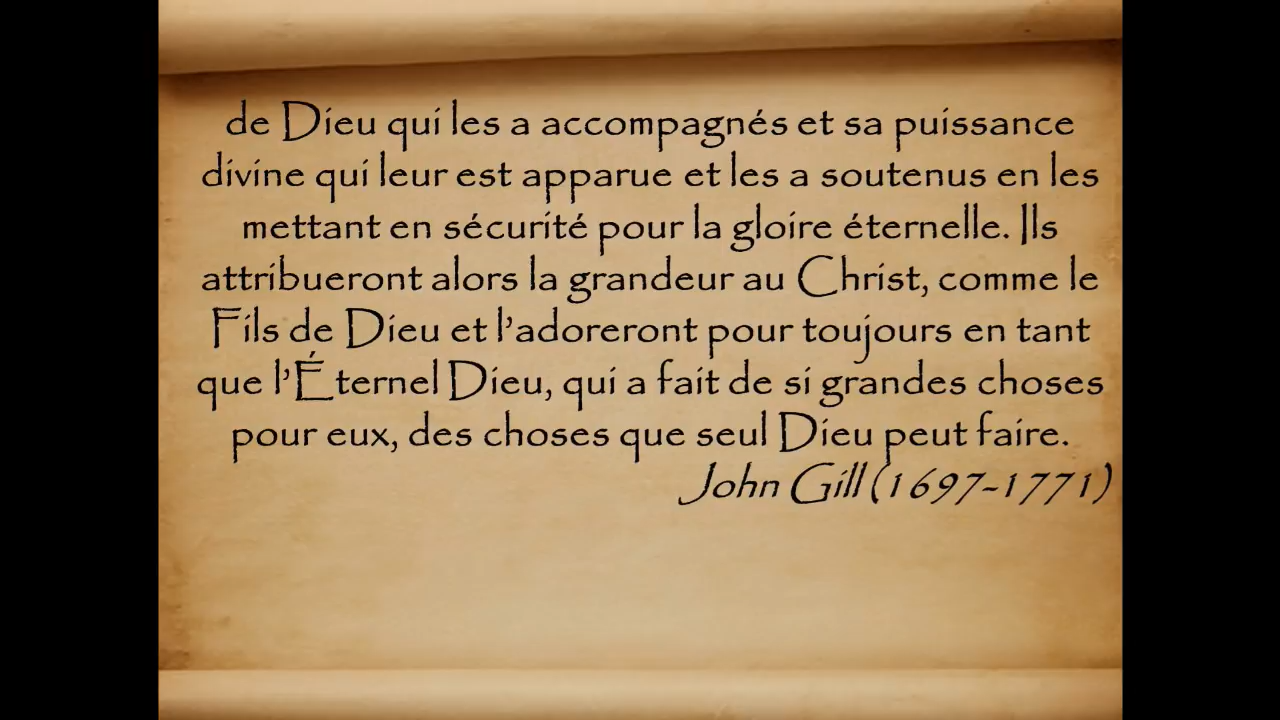 de Dieu qui les a accompagnés et sa puissance
divine qui leur est apparue et les a soutenus en les
mettant en sécurité pour la gloire éternelle. Ils
attribueront alors la grandeur au Christ, comme le
Fils de Dieu et l’adoreront pour toujours en tant
que l’Éternel Dieu, qui a fait de si grandes choses
pour eux, des choses que seul Dieu peut faire.
John Gill (1697-1771)